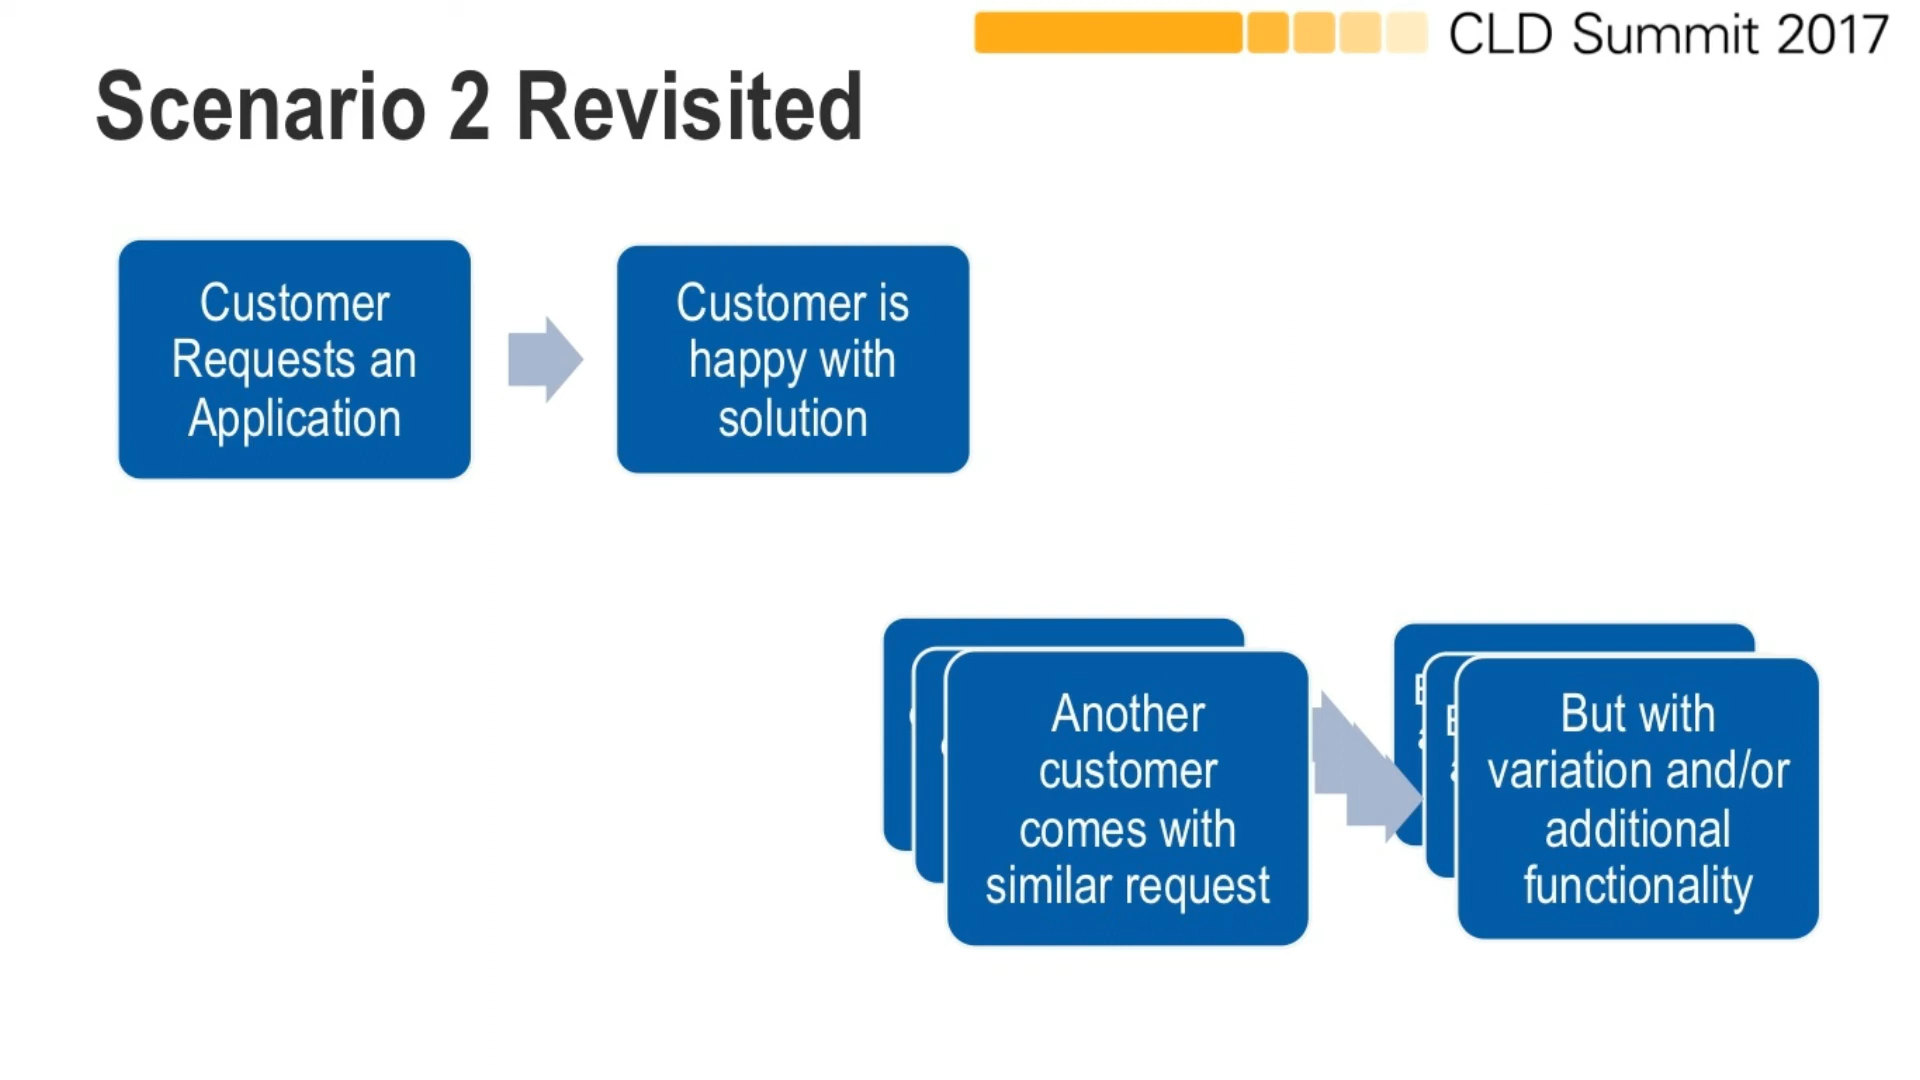 CLD Summit 2017
Scenario 2 Revisited
Customer
Requests an
Application
Customer is
happy with
solution
Another
customer
comes with
similar request
But with
variation and/or
additional
functionality